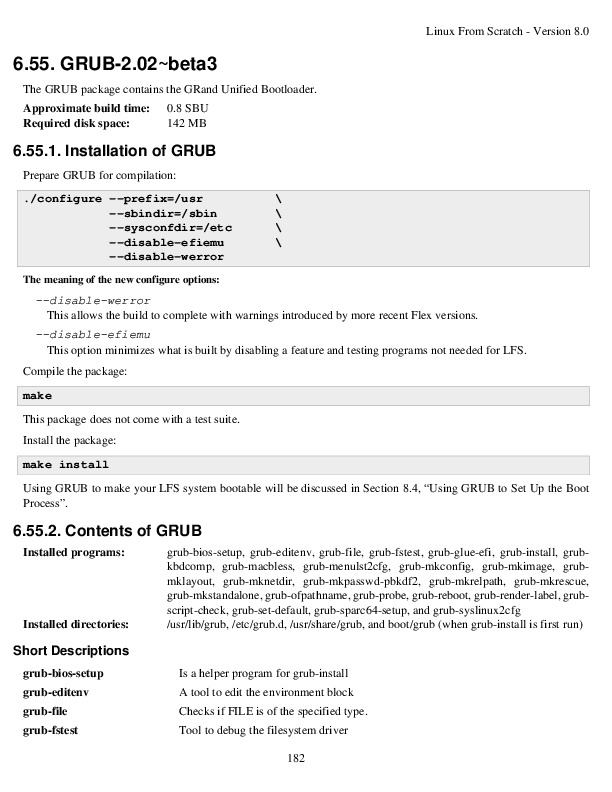 Linux From Scratch - Version 8.0
6.55. GRUB-2.02~beta3
The GRUB package contains the GRand Unified Bootloader.
Approximate build time: 0.8 SBU
Required disk space: 142 MB
6.55.1. Installation of GRUB
Prepare GRUB for compilation:
./configure --prefix=/usr          \
            --sbindir=/sbin        \
            --sysconfdir=/etc      \
            --disable-efiemu       \
            --disable-werror
The meaning of the new configure options:
--disable-werror
This allows the build to complete with warnings introduced by more recent Flex versions.
--disable-efiemu
This option minimizes what is built by disabling a feature and testing programs not needed for LFS.
Compile the package:
make
This package does not come with a test suite.
Install the package:
make install
Using GRUB to make your LFS system bootable will be discussed in Section 8.4, “Using GRUB to Set Up the Boot
Process”.
6.55.2. Contents of GRUB
Installed programs: grub-bios-setup, grub-editenv, grub-file, grub-fstest, grub-glue-efi, grub-install, grub-
kbdcomp, grub-macbless, grub-menulst2cfg, grub-mkconfig, grub-mkimage, grub-
mklayout, grub-mknetdir, grub-mkpasswd-pbkdf2, grub-mkrelpath, grub-mkrescue,
grub-mkstandalone, grub-ofpathname, grub-probe, grub-reboot, grub-render-label, grub-
script-check, grub-set-default, grub-sparc64-setup, and grub-syslinux2cfg
Installed directories: /usr/lib/grub, /etc/grub.d, /usr/share/grub, and boot/grub (when grub-install is first run)
Short Descriptions
grub-bios-setup Is a helper program for grub-install
grub-editenv A tool to edit the environment block
grub-file Checks if FILE is of the specified type.
grub-fstest Tool to debug the filesystem driver
182